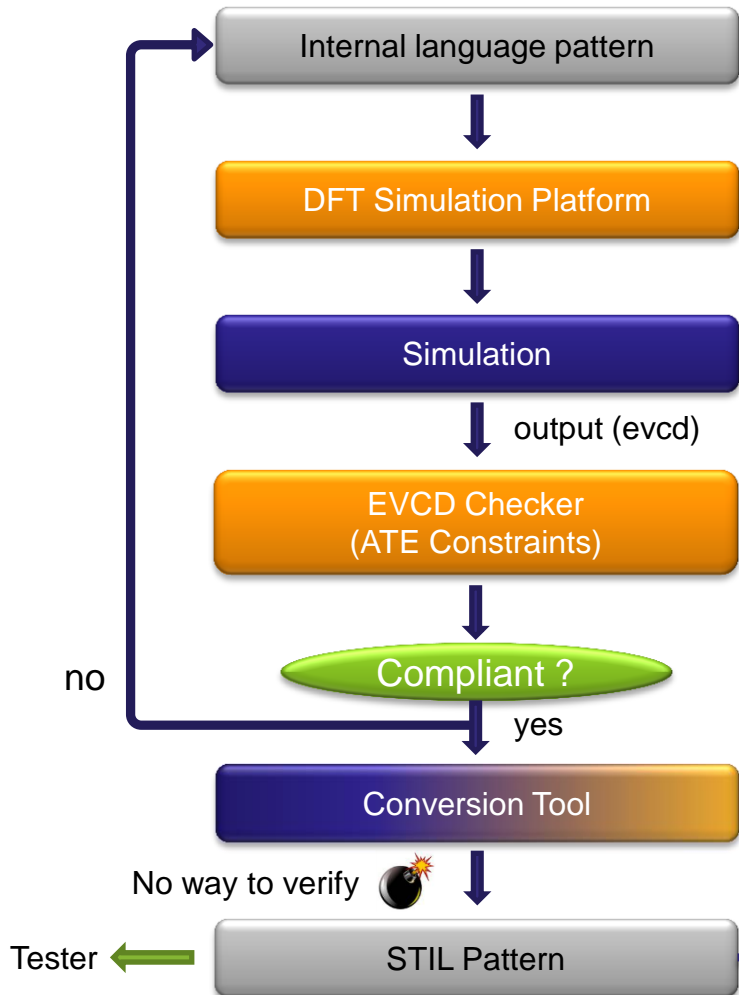 Internal language pattern
DFT Simulation Platform
Simulation
output (evcd)
EVCD Checker
(ATE Constraints)
Compliant ?
no
yes
Conversion Tool
No way to verify
Tester
STIL Pattern